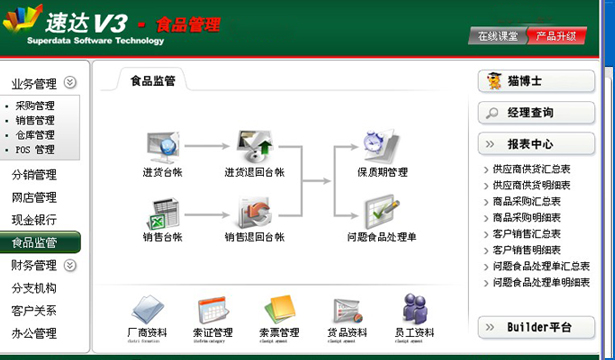 速达V3 - 食品管理
Superdata Software Technology
在线课堂 产品升级
业务管理
• 采购管理
• 销售管理
• 仓库管理
• POS 管理
分销管理
网店管理
现金银行
食品监管
财务管理
分支机构
客户关系
办公管理
食品监管
进货台帐 进货退回台帐 保质期管理
销售台帐 销售退回台帐 问题食品处理单
厂商资料 索证管理 索票管理 货品资料 员工资料
猫博士
经理查询
报表中心
供应商供货汇总表
供应商供货明细表
商品采购汇总表
商品采购明细表
客户销售汇总表
客户销售明细表
问题食品处理单汇总表
问题食品处理单明细表
Builder平台